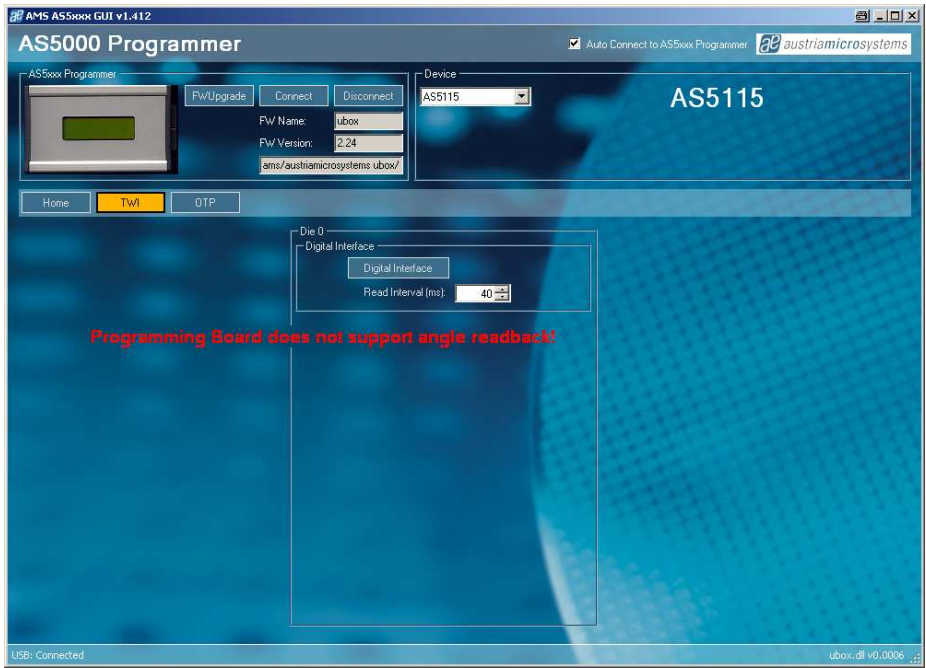 AMS AS5xxx GUI v1.412
AS5000 Programmer
Auto Connect to AS5xxx Programmer
austriamicrosystems
AS5xxx Programmer
FWUpgrade
Connect
Disconnect
FW Name:
ubox
FW Version:
2.24
ams/austriamicrosystems ubox/
Device
AS5115
AS5115
Home
TWI
OTP
Die 0
Digital Interface
Digital Interface
Read Interval (ms):
40
Programming Board does not support angle readback!
USB: Connected
ubox.dll v0.0006